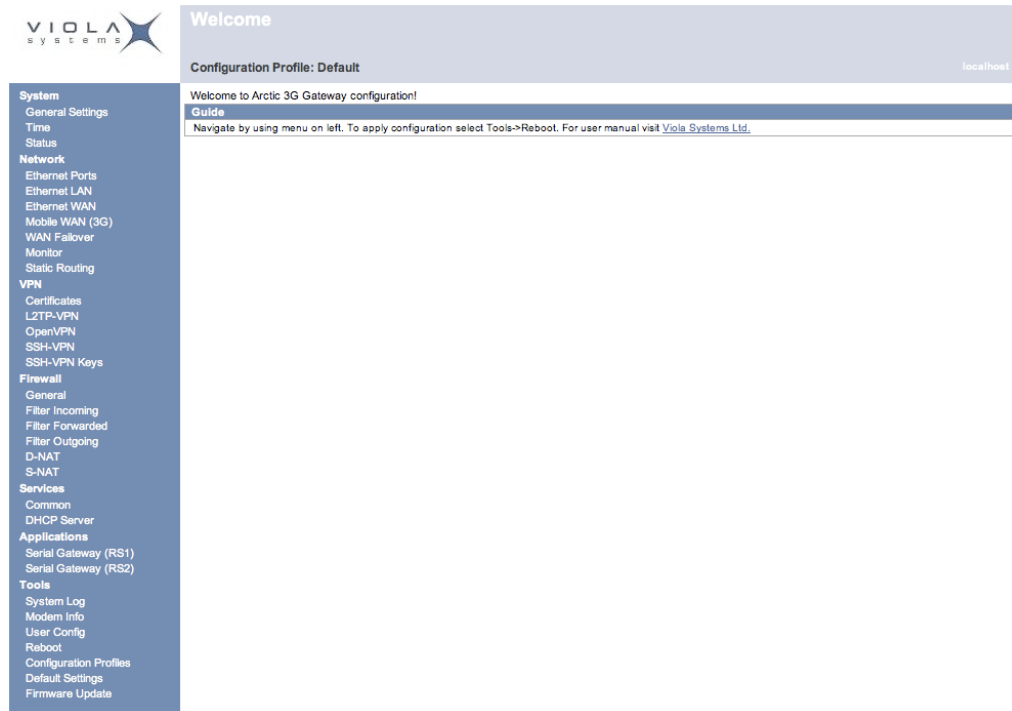 VIOLA
systems
Welcome
Configuration Profile: Default
localhost
System
General Settings
Time
Status
Network
Ethernet Ports
Ethernet LAN
Ethernet WAN
Mobile WAN (3G)
WAN Failover
Monitor
Static Routing
VPN
Certificates
L2TP-VPN
OpenVPN
SSH-VPN
SSH-VPN Keys
Firewall
General
Filter Incoming
Filter Forwarded
Filter Outgoing
D-NAT
S-NAT
Services
Common
DHCP Server
Applications
Serial Gateway (RS1)
Serial Gateway (RS2)
Tools
System Log
Modem Info
User Config
Reboot
Configuration Profiles
Default Settings
Firmware Update
Welcome to Arctic 3G Gateway configuration!
Guide
Navigate by using menu on left. To apply configuration select Tools->Reboot. For user manual visit Viola Systems Ltd.